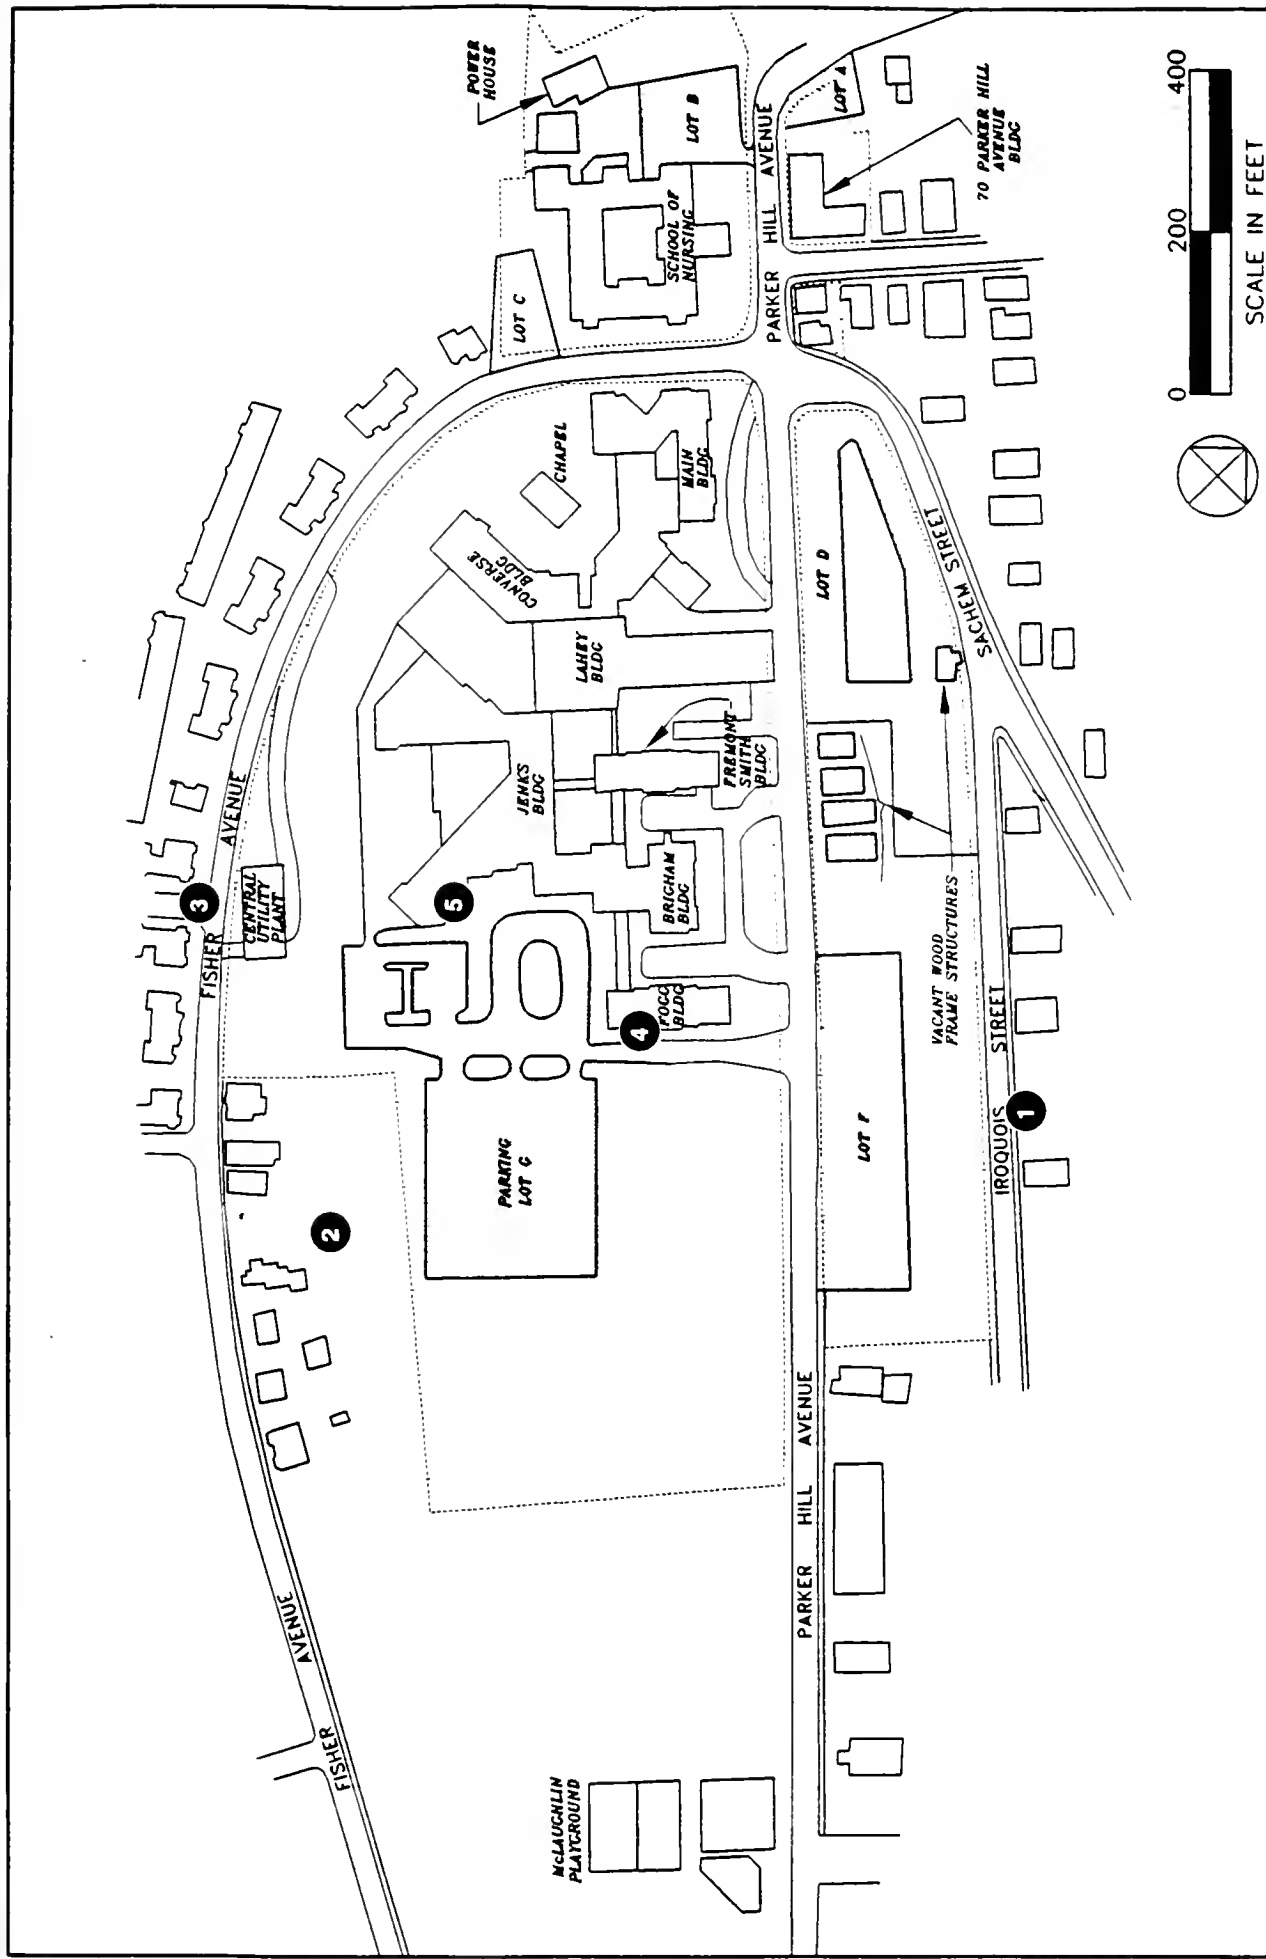 POWER
HOUSE
LOT B
LOT A
PARKER HILL AVENUE
70 PARKER HILL
AVENUE
BLDG
SCHOOL OF
NURSING
LOT C
0 200 400
SCALE IN FEET
CHAPEL
MAIN
BLDG
CONVERSE
BLDG
LAHEY
BLDG
LOT D
SACHEM STREET
FREMONT-
SMITH
BLDG
JENKS
BLDG
FISHER AVENUE
3
CENTRAL
UTILITY
PLANT
5
BRIGHAM
BLDG
FOGG
BLDG
4
VACANT WOOD
FRAME STRUCTURES
IROQUOIS STREET
1
PARKING
LOT G
LOT F
2
PARKER HILL AVENUE
FISHER AVENUE
McLAUGHLIN
PLAYGROUND